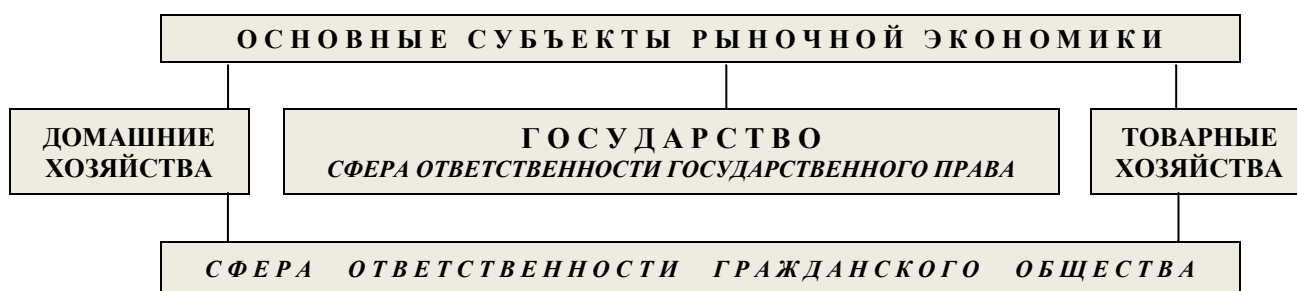 ОСНОВНЫЕ СУБЪЕКТЫ РЫНОЧНОЙ ЭКОНОМИКИ
ДОМАШНИЕ
ХОЗЯЙСТВА
ГОСУДАРСТВО
СФЕРА ОТВЕТСТВЕННОСТИ ГОСУДАРСТВЕННОГО ПРАВА
ТОВАРНЫЕ
ХОЗЯЙСТВА
СФЕРА ОТВЕТСТВЕННОСТИ ГРАЖДАНСКОГО ОБЩЕСТВА